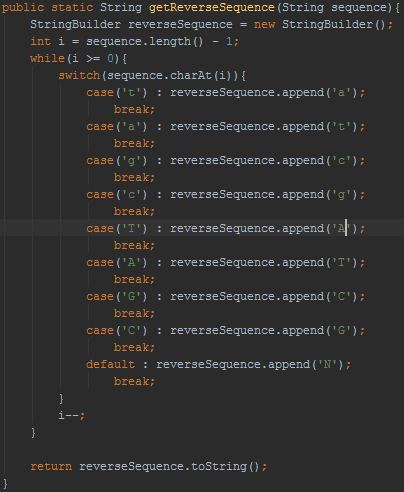 public static String getReverseSequence(String sequence){
    StringBuilder reverseSequence = new StringBuilder();
    int i = sequence.length() - 1;
    while(i >= 0){
        switch(sequence.charAt(i)){
            case('t') : reverseSequence.append('a');
                break;
            case('a') : reverseSequence.append('t');
                break;
            case('g') : reverseSequence.append('c');
                break;
            case('c') : reverseSequence.append('g');
                break;
            case('T') : reverseSequence.append('A');
                break;
            case('A') : reverseSequence.append('T');
                break;
            case('G') : reverseSequence.append('C');
                break;
            case('C') : reverseSequence.append('G');
                break;
            default : reverseSequence.append('N');
                break;
        }
        i--;
    }

    return reverseSequence.toString();
}